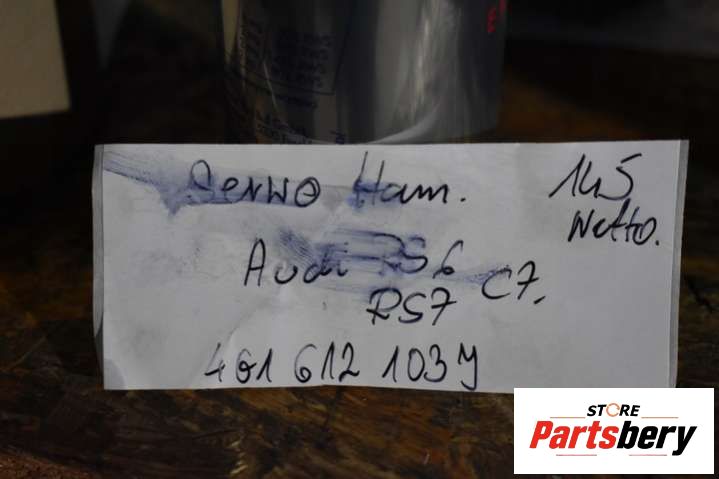 Serwo Ham.
145
Netto.
Audi RS6
RS7 C7.
4G1 612 103 J
STORE
Partsbery